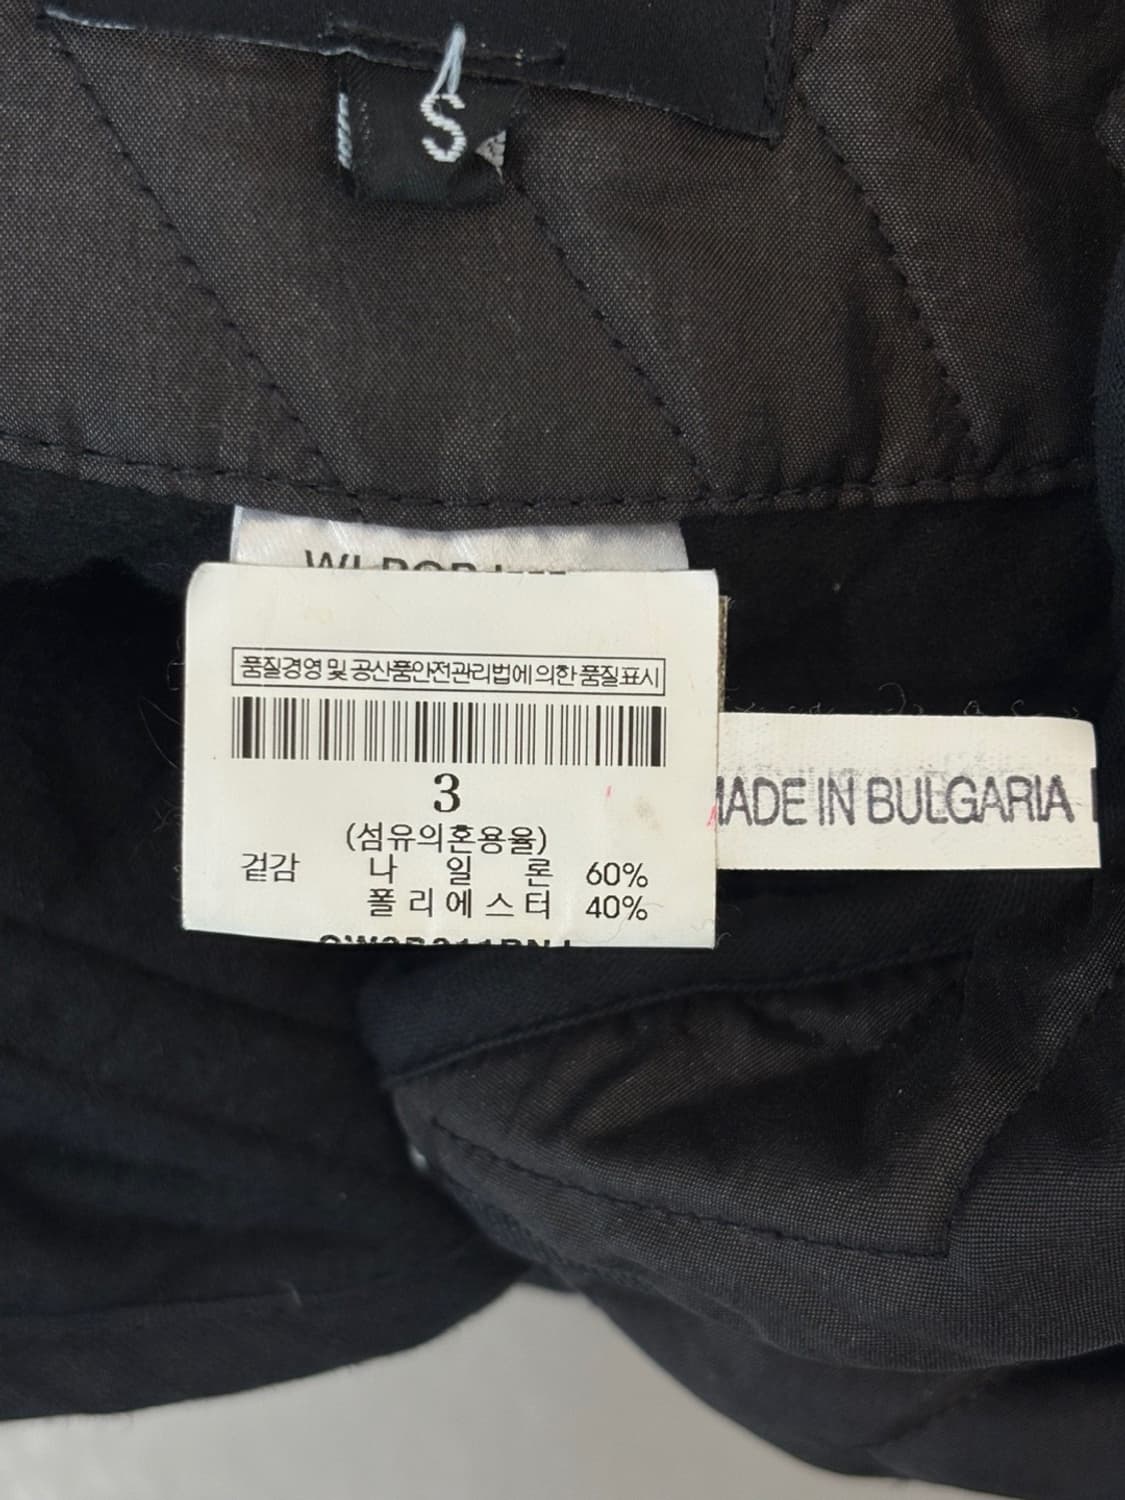 S
품질경영 및 공산품안전관리법에 의한 품질표시
3
(섬유의혼용율)
겉감 나 일 론 60%
폴 리 에 스 터 40%
MADE IN BULGARIA